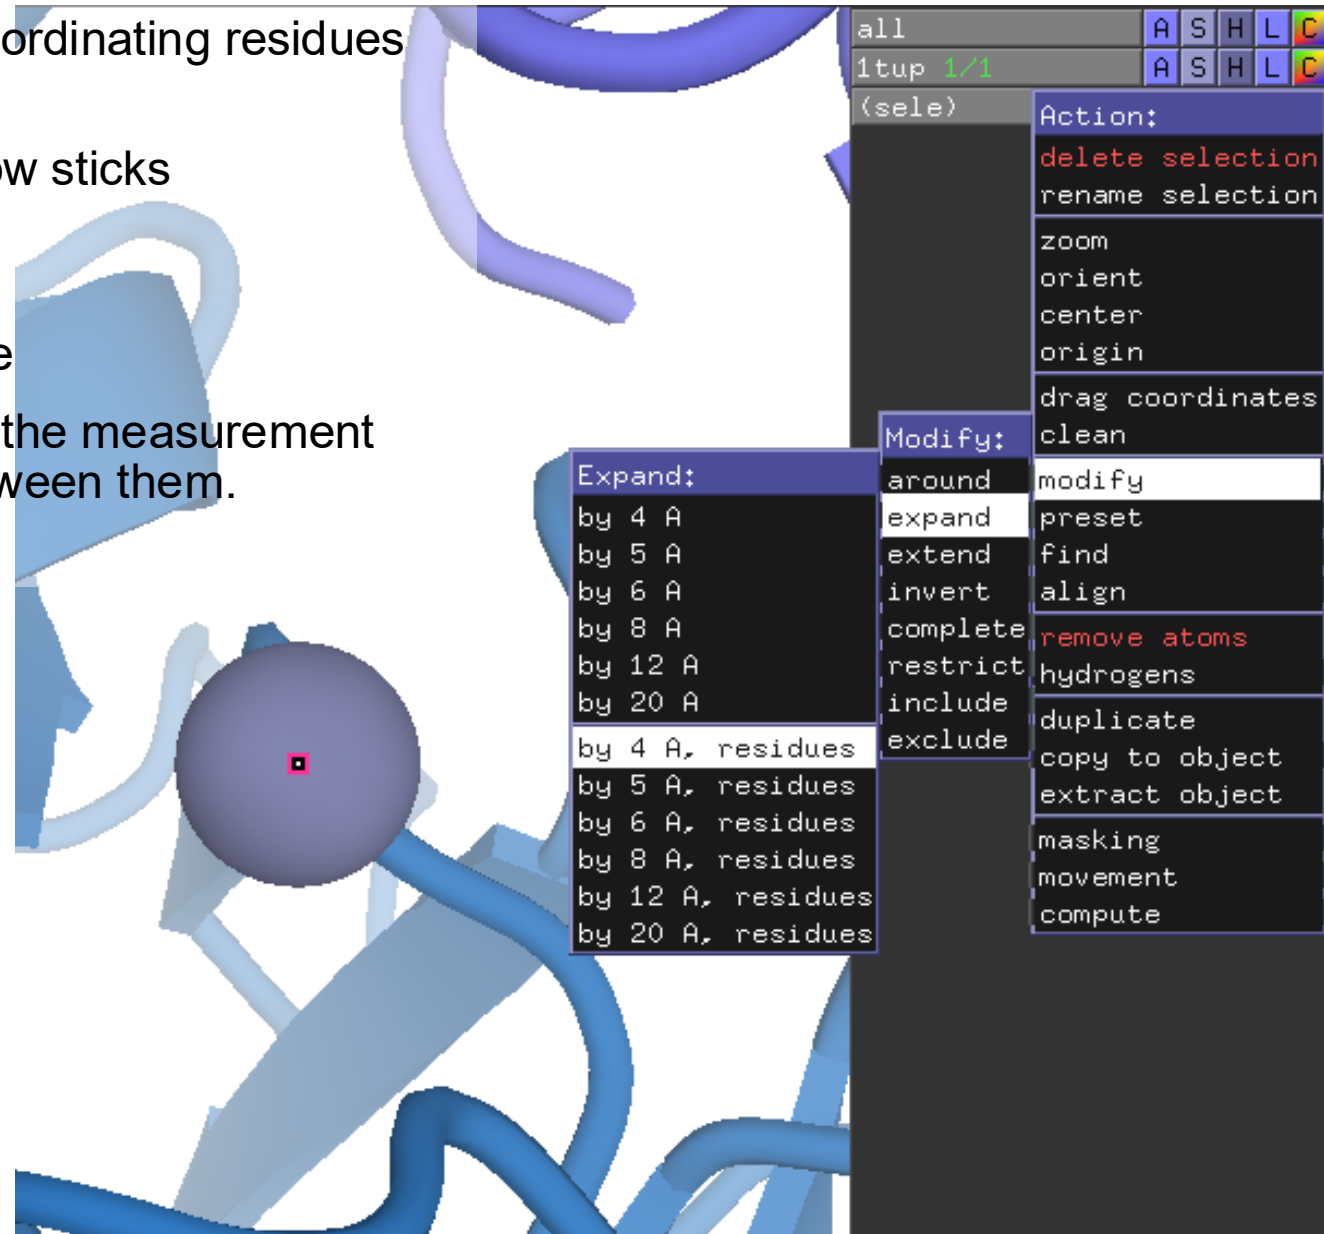 ordinating residues
ow sticks
e
the measurement
ween them.
all
A S H L C
1tup 1/1
A S H L C
(sele)
Action:
delete selection
rename selection
zoom
orient
center
origin
drag coordinates
clean
modify
preset
find
align
remove atoms
hydrogens
duplicate
copy to object
extract object
masking
movement
compute
Modify:
around
expand
extend
invert
complete
restrict
include
exclude
Expand:
by 4 A
by 5 A
by 6 A
by 8 A
by 12 A
by 20 A
by 4 A, residues
by 5 A, residues
by 6 A, residues
by 8 A, residues
by 12 A, residues
by 20 A, residues